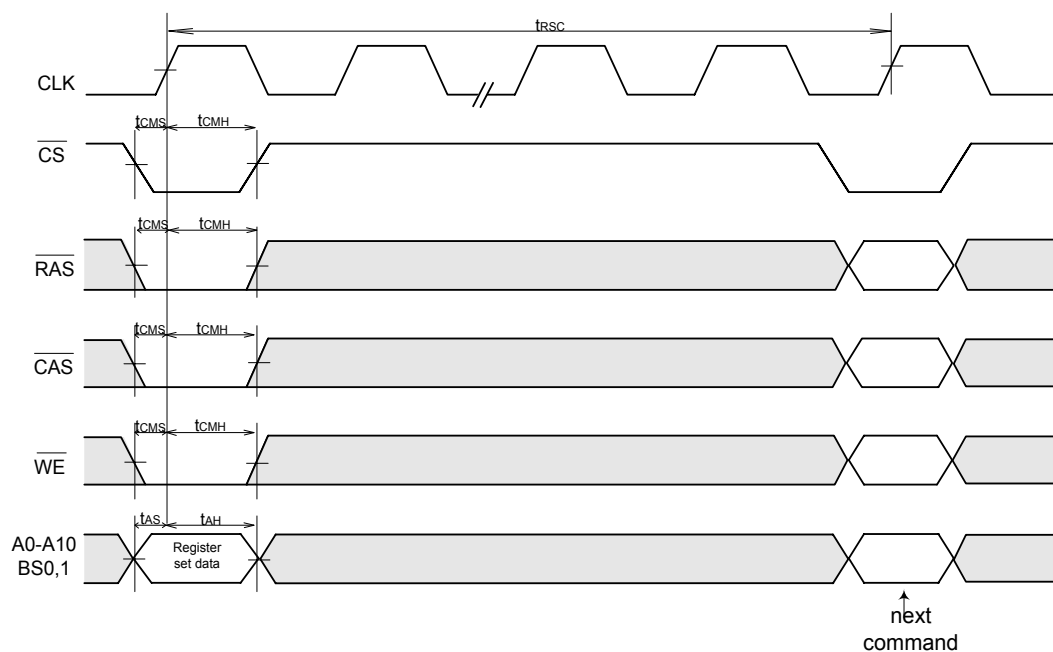 tRSC
CLK
tCMS tCMH
CS
tCMS tCMH
RAS
tCMS tCMH
CAS
tCMS tCMH
WE
tAS tAH
A0-A10
BS0,1
Register
set data
next
command